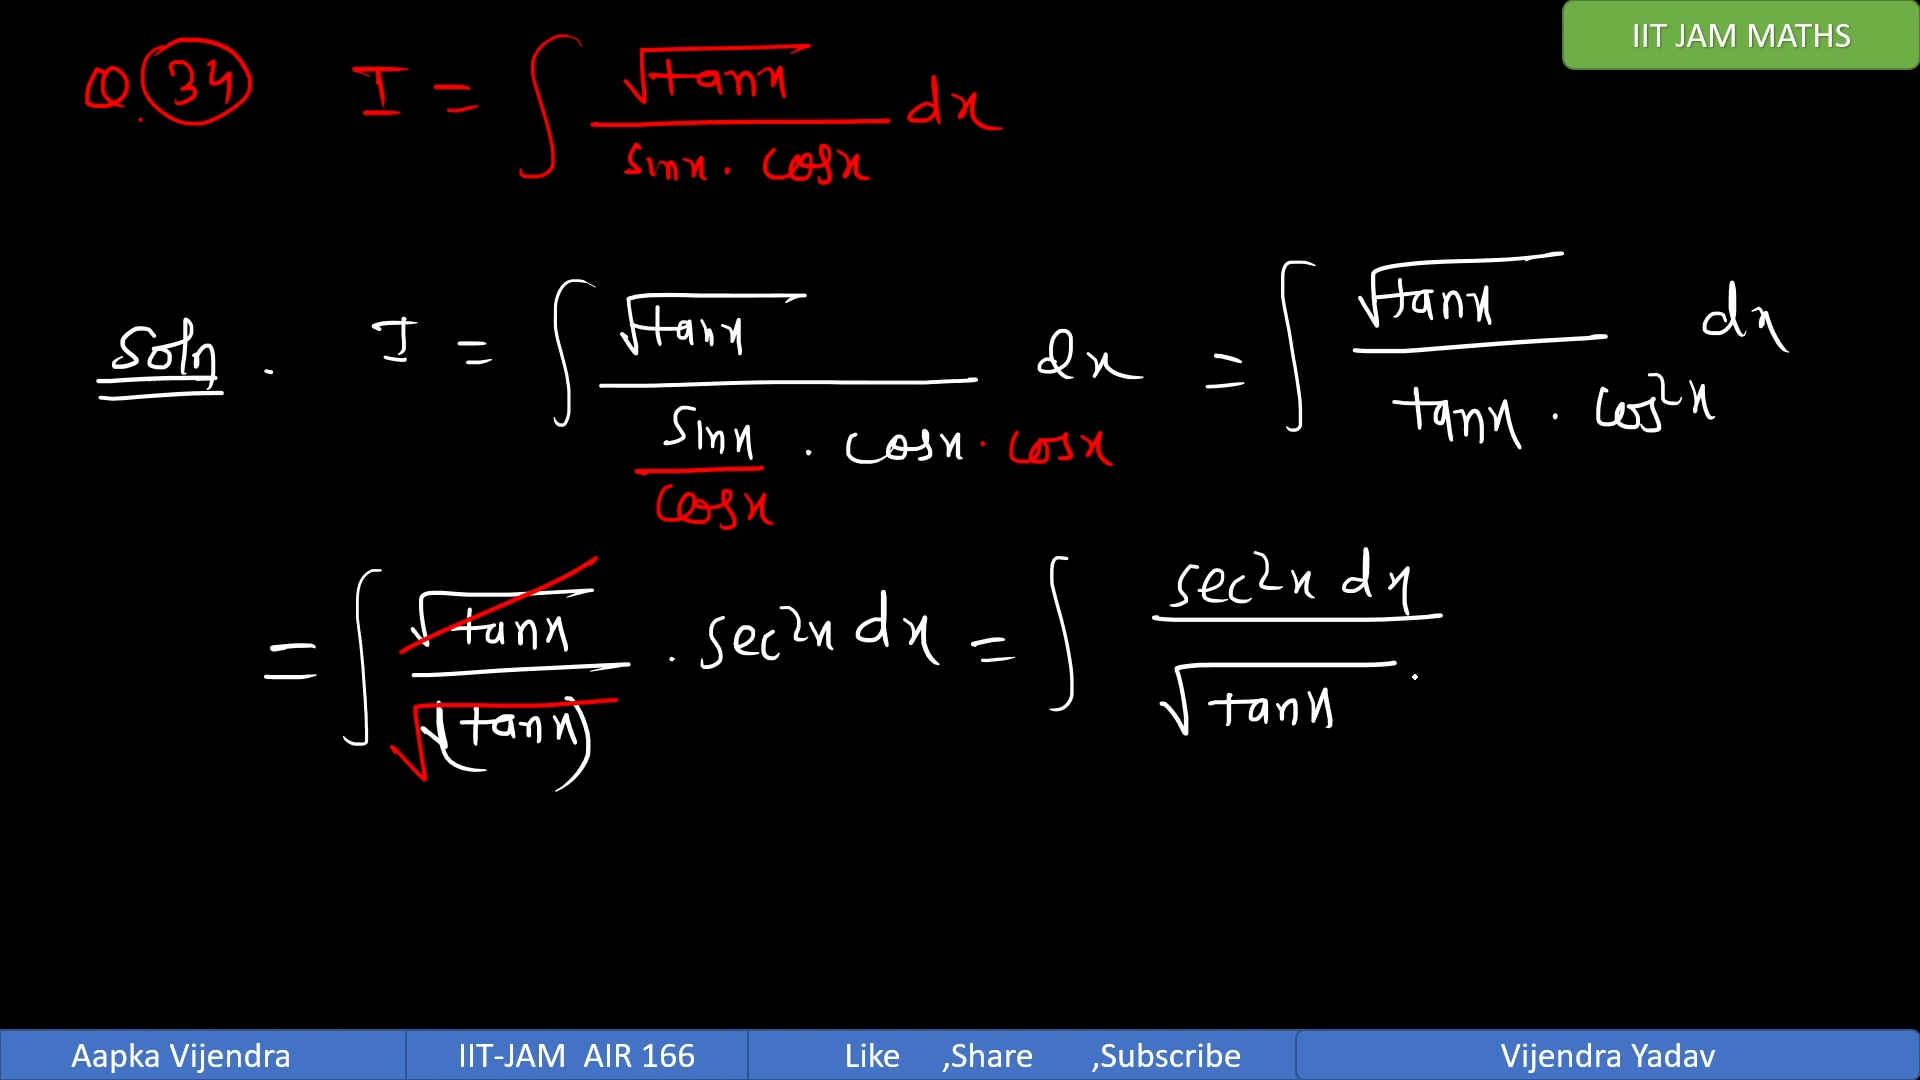 IIT JAM MATHS
Q. 34 I = ∫ √tanx / sinx . cosx dx
Soln . I = ∫ √tanx / (sinx/cosx . cosx . cosx) dx = ∫ √tanx / tanx . cos²x dx
= ∫ √tanx / √(√tanx) . sec²x dx = ∫ sec²x dx / √tanx .
Aapka Vijendra IIT-JAM AIR 166 Like ,Share ,Subscribe Vijendra Yadav